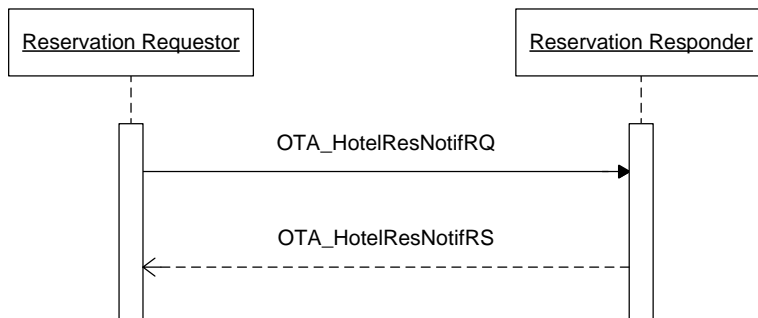 Reservation Requestor
Reservation Responder
OTA_HotelResNotifRQ
OTA_HotelResNotifRS